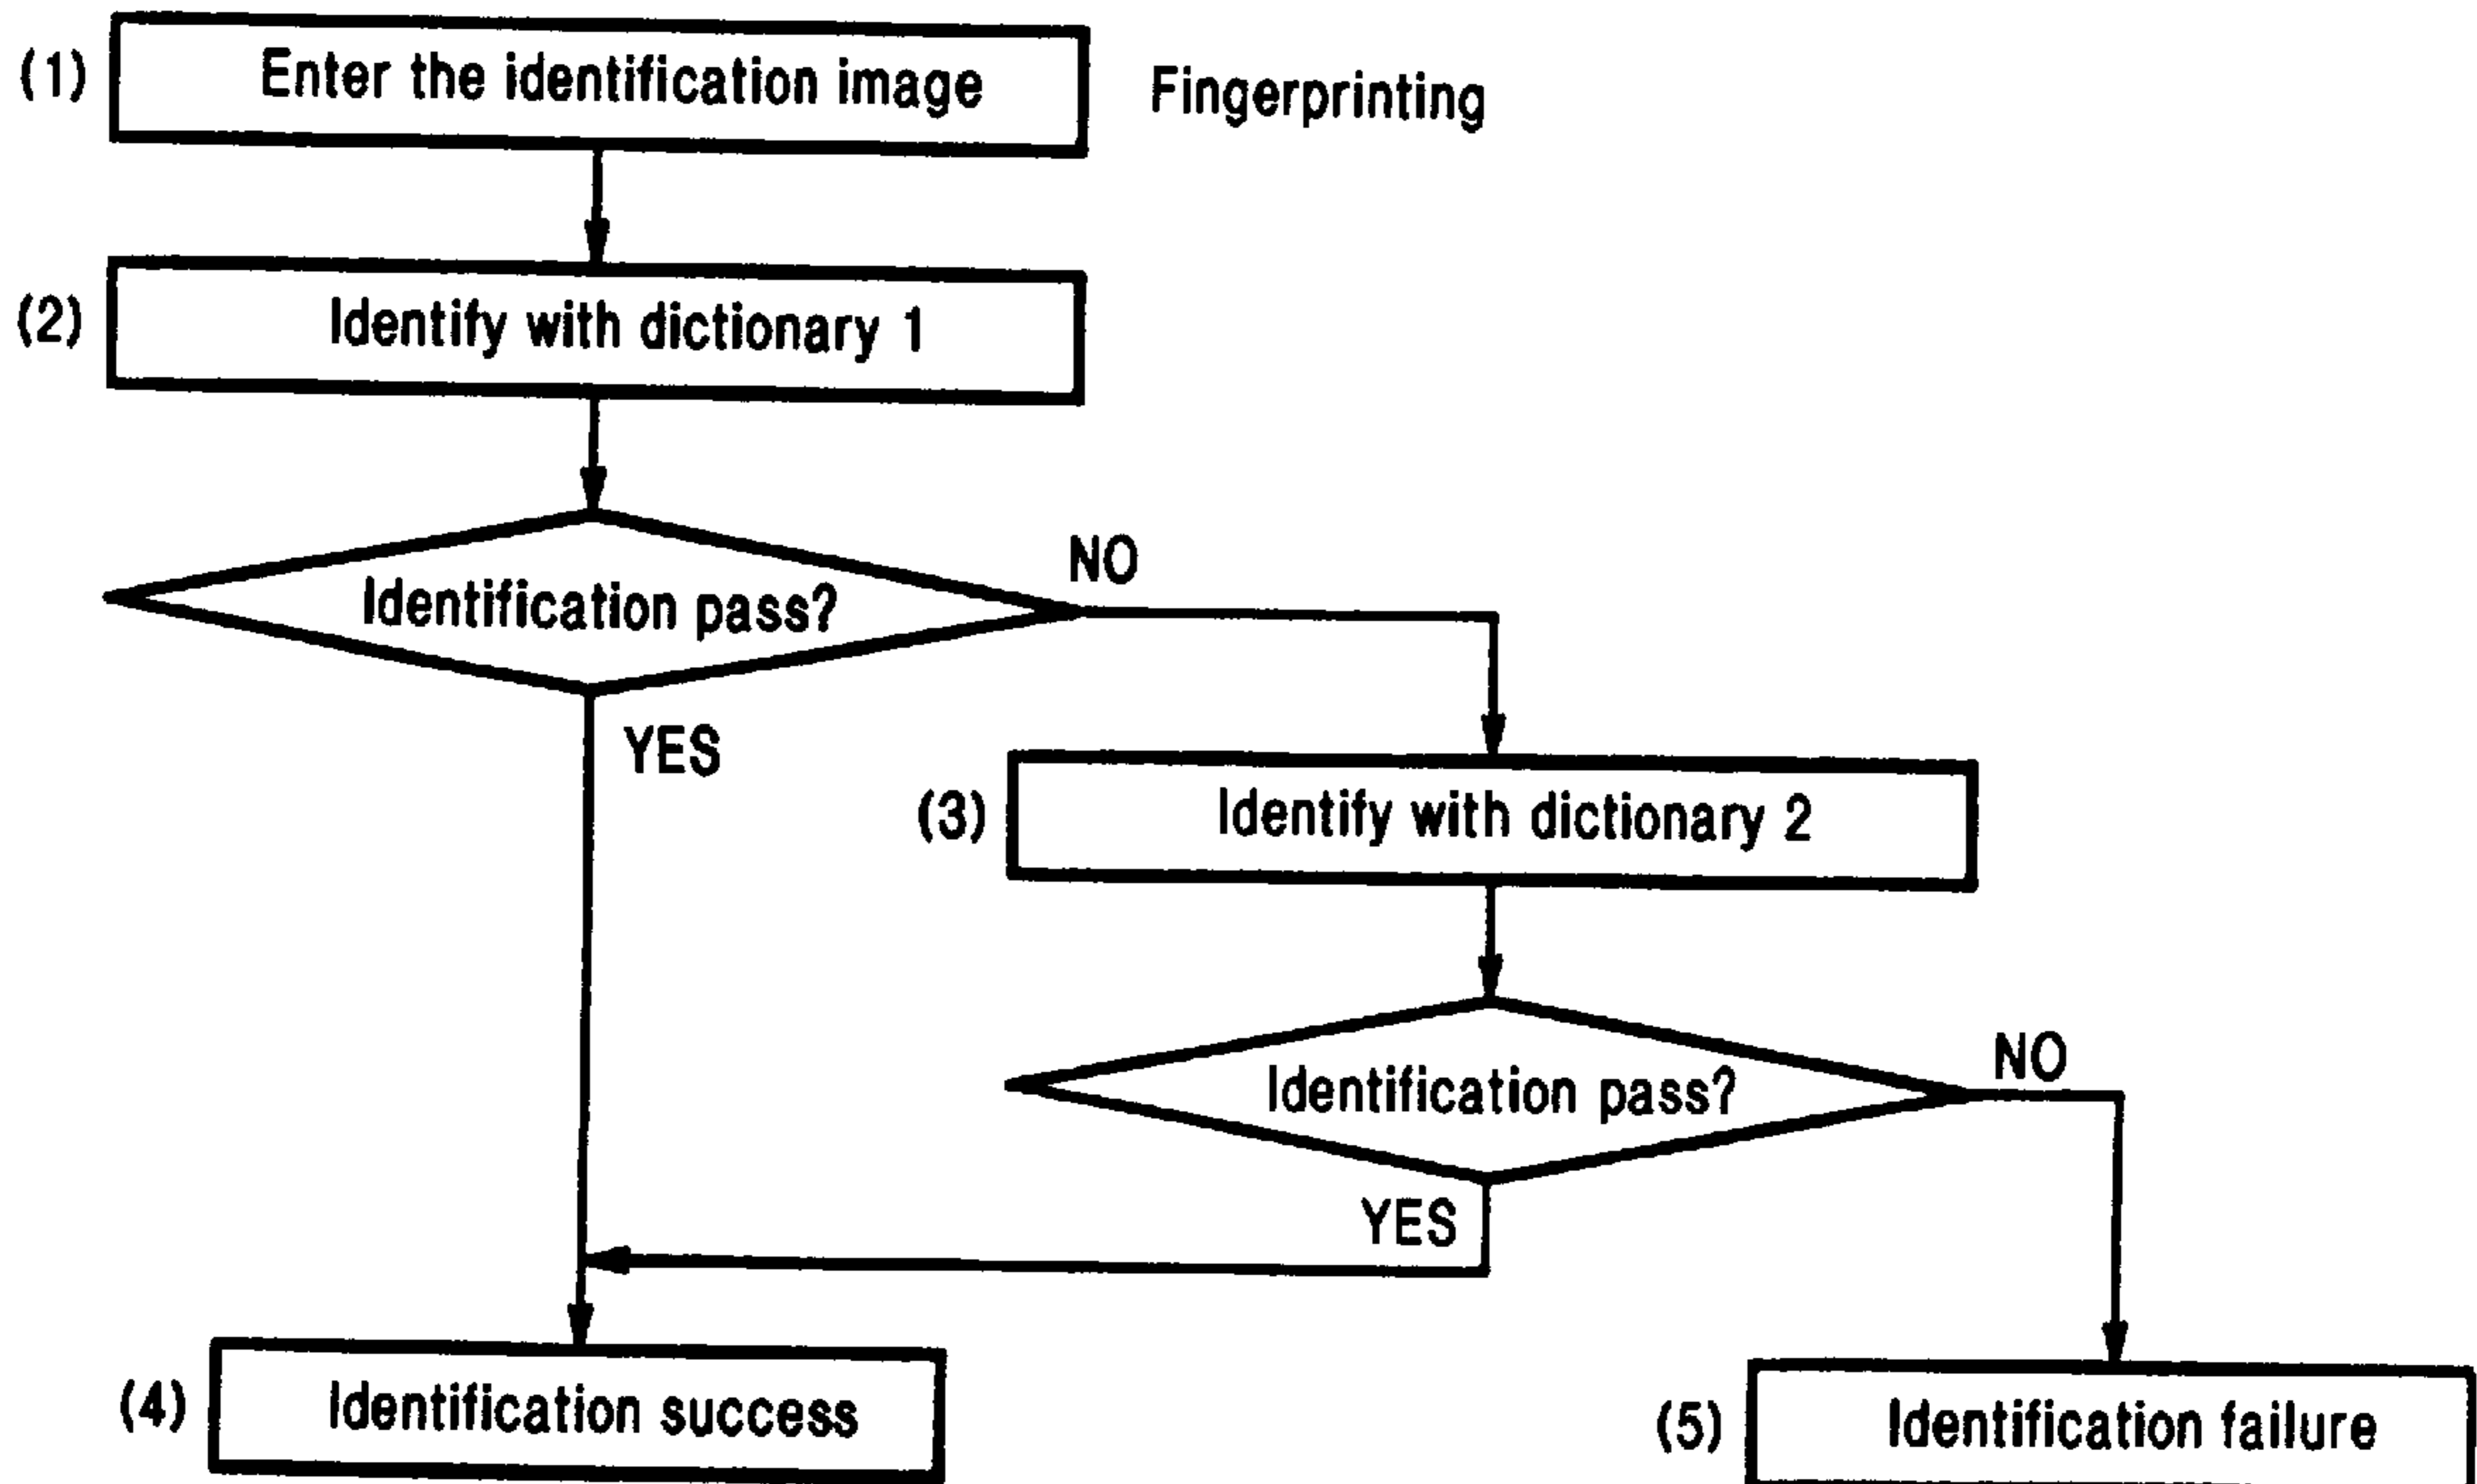 (1) Enter the identification image Fingerprinting
(2) Identify with dictionary 1
Identification pass?
NO
YES
(3) Identify with dictionary 2
Identification pass?
NO
YES
(4) Identification success
(5) Identification failure